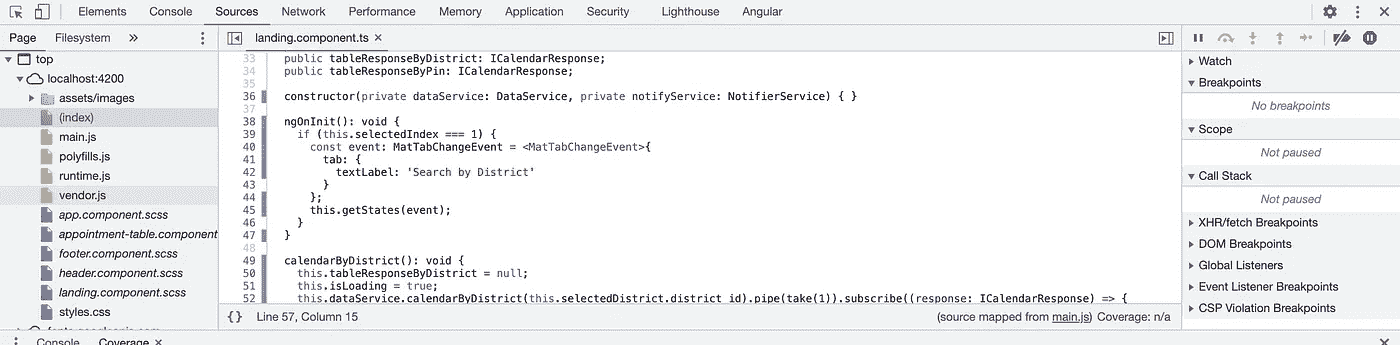 Elements Console Sources Network Performance Memory Application Security Lighthouse Angular
Page Filesystem »
landing.component.ts ×
top
localhost:4200
assets/images
(index)
main.js
polyfills.js
runtime.js
vendor.js
app.component.scss
appointment-table.component
footer.component.scss
header.component.scss
landing.component.scss
styles.css
33 public tableResponseByDistrict: ICalendarResponse;
34 public tableResponseByPin: ICalendarResponse;
35
36 constructor(private dataService: DataService, private notifyService: NotifierService) { }
37
38 ngOnInit(): void {
39 if (this.selectedIndex === 1) {
40 const event: MatTabChangeEvent = <MatTabChangeEvent>{
41 tab: {
42 textLabel: 'Search by District'
43 }
44 };
45 this.getStates(event);
46 }
47 }
48
49 calendarByDistrict(): void {
50 this.tableResponseByDistrict = null;
51 this.isLoading = true;
52 this.dataService.calendarByDistrict(this.selectedDistrict.district_id).pipe(take(1)).subscribe((response: ICalendarResponse) => {
{} Line 57, Column 15 (source mapped from main.js) Coverage: n/a
Watch
Breakpoints
No breakpoints
Scope
Not paused
Call Stack
Not paused
XHR/fetch Breakpoints
DOM Breakpoints
Global Listeners
Event Listener Breakpoints
CSP Violation Breakpoints
Console Coverage ×